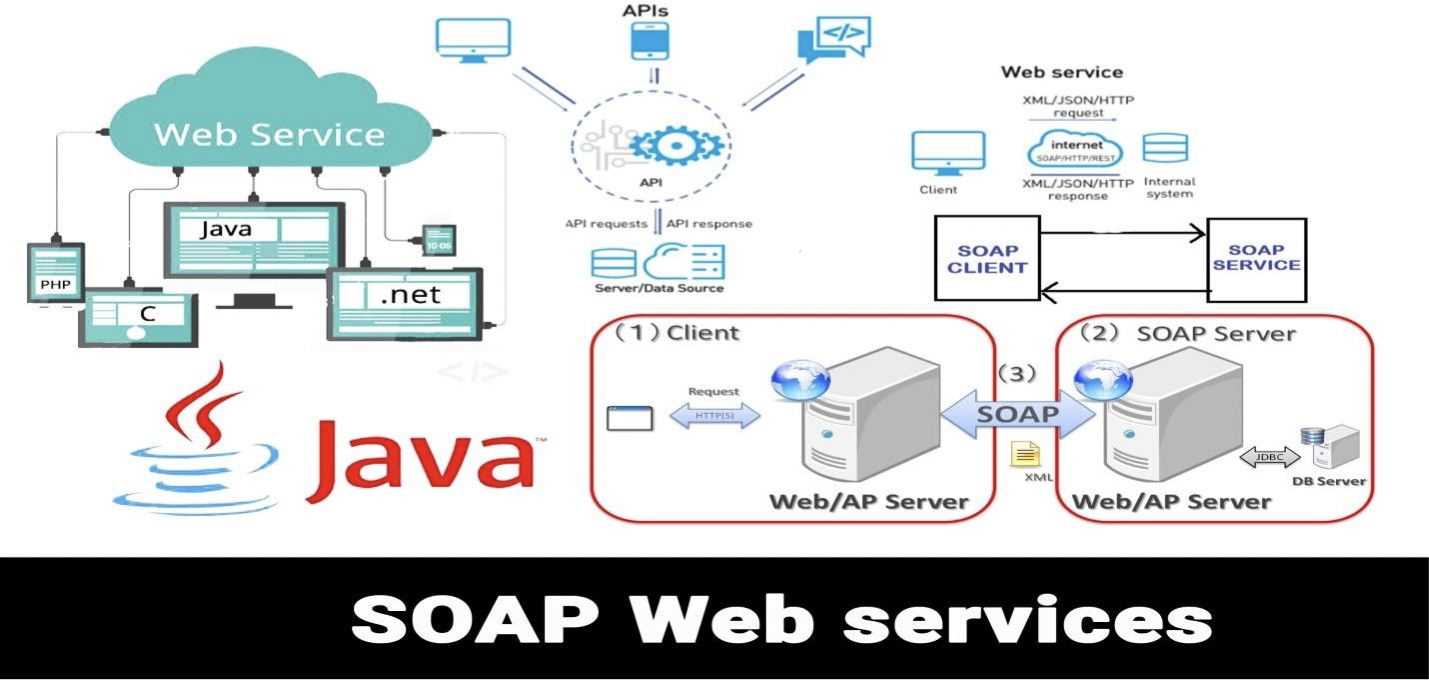 Web Service
Java
10:05
PHP
C
.net
</>
Java™
APIs
</>
API
API requests
API response
Server/Data Source
Web service
XML/JSON/HTTP
request
internet
SOAP/HTTP/REST
Client
XML/JSON/HTTP
response
Internal
system
SOAP
CLIENT
SOAP
SERVICE
(1) Client
Request
HTTP(S)
Web/AP Server
(3)
SOAP
XML
(2) SOAP Server
JDBC
DB Server
Web/AP Server
SOAP Web services